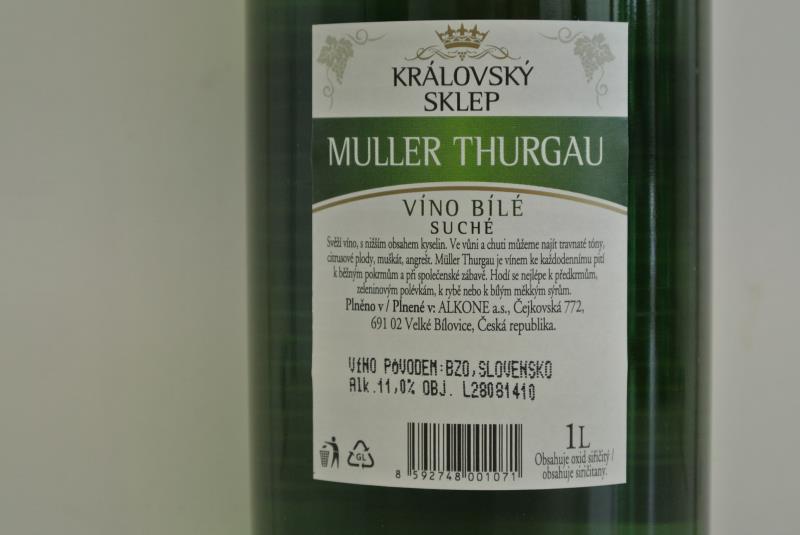 KRÁLOVSKÝ
SKLEP
MULLER THURGAU
VÍNO BÍLÉ
SUCHÉ
Svěží víno, s nižším obsahem kyselin. Ve vůni a chuti můžeme najít travnaté tóny,
citrusové plody, muškát, angrešt. Müller Thurgau je vínem ke každodennímu pití
k běžným pokrmům a při společenské zábavě. Hodí se nejlépe k předkrmům,
zeleninovým polévkám, k rybě nebo k bílým měkkým sýrům.
Plněno v / Plnené v: ALKONE a.s., Čejkovská 772,
691 02 Velké Bílovice, Česká republika.
VÍNO PŮVODEM:BZO,SLOVENSKO
Alk.11,0% OBJ. L28081410
GL
8 592748 001071
1L
Obsahuje oxid siřičitý /
obsahuje siričitany.